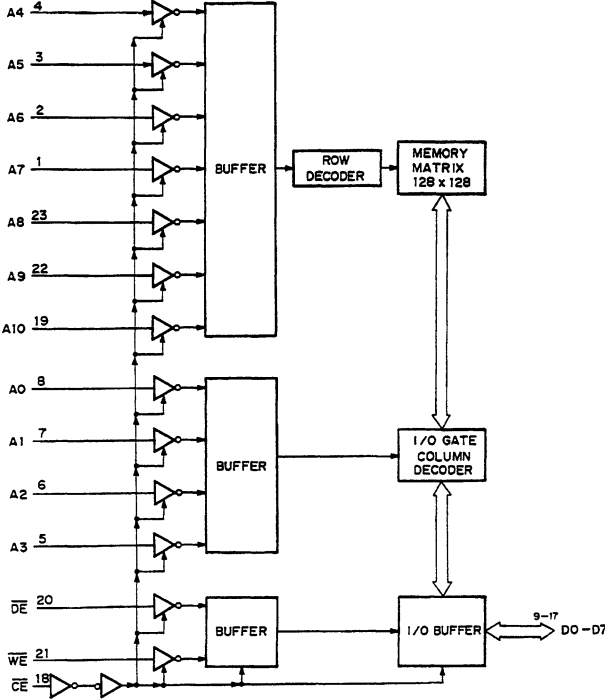 A4 4
A5 3
A6 2
A7 1
A8 23
A9 22
A10 19
BUFFER
ROW
DECODER
MEMORY
MATRIX
128 x 128
A0 8
A1 7
A2 6
A3 5
BUFFER
I/O GATE
COLUMN
DECODER
DE 20
WE 21
CE 18
BUFFER
I/O BUFFER
9-17
D0-D7